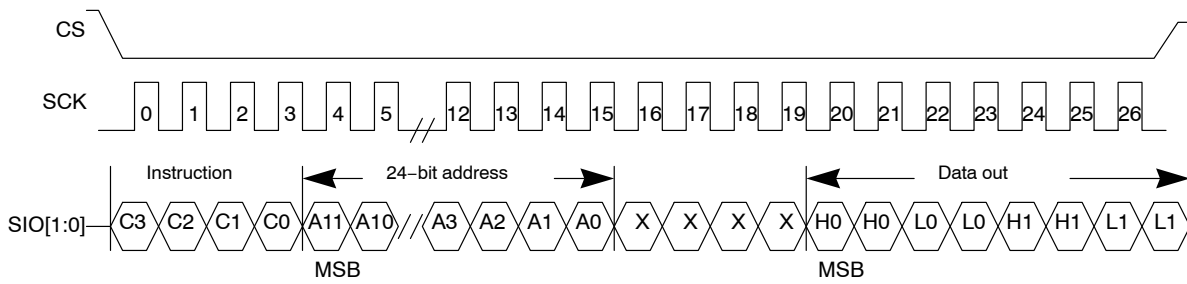 CS
SCK
0 1 2 3 4 5 // 12 13 14 15 16 17 18 19 20 21 22 23 24 25 26
Instruction 24−bit address Data out
SIO[1:0] C3 C2 C1 C0 A11 A10 // A3 A2 A1 A0 X X X X H0 H0 L0 L0 H1 H1 L1 L1
MSB MSB